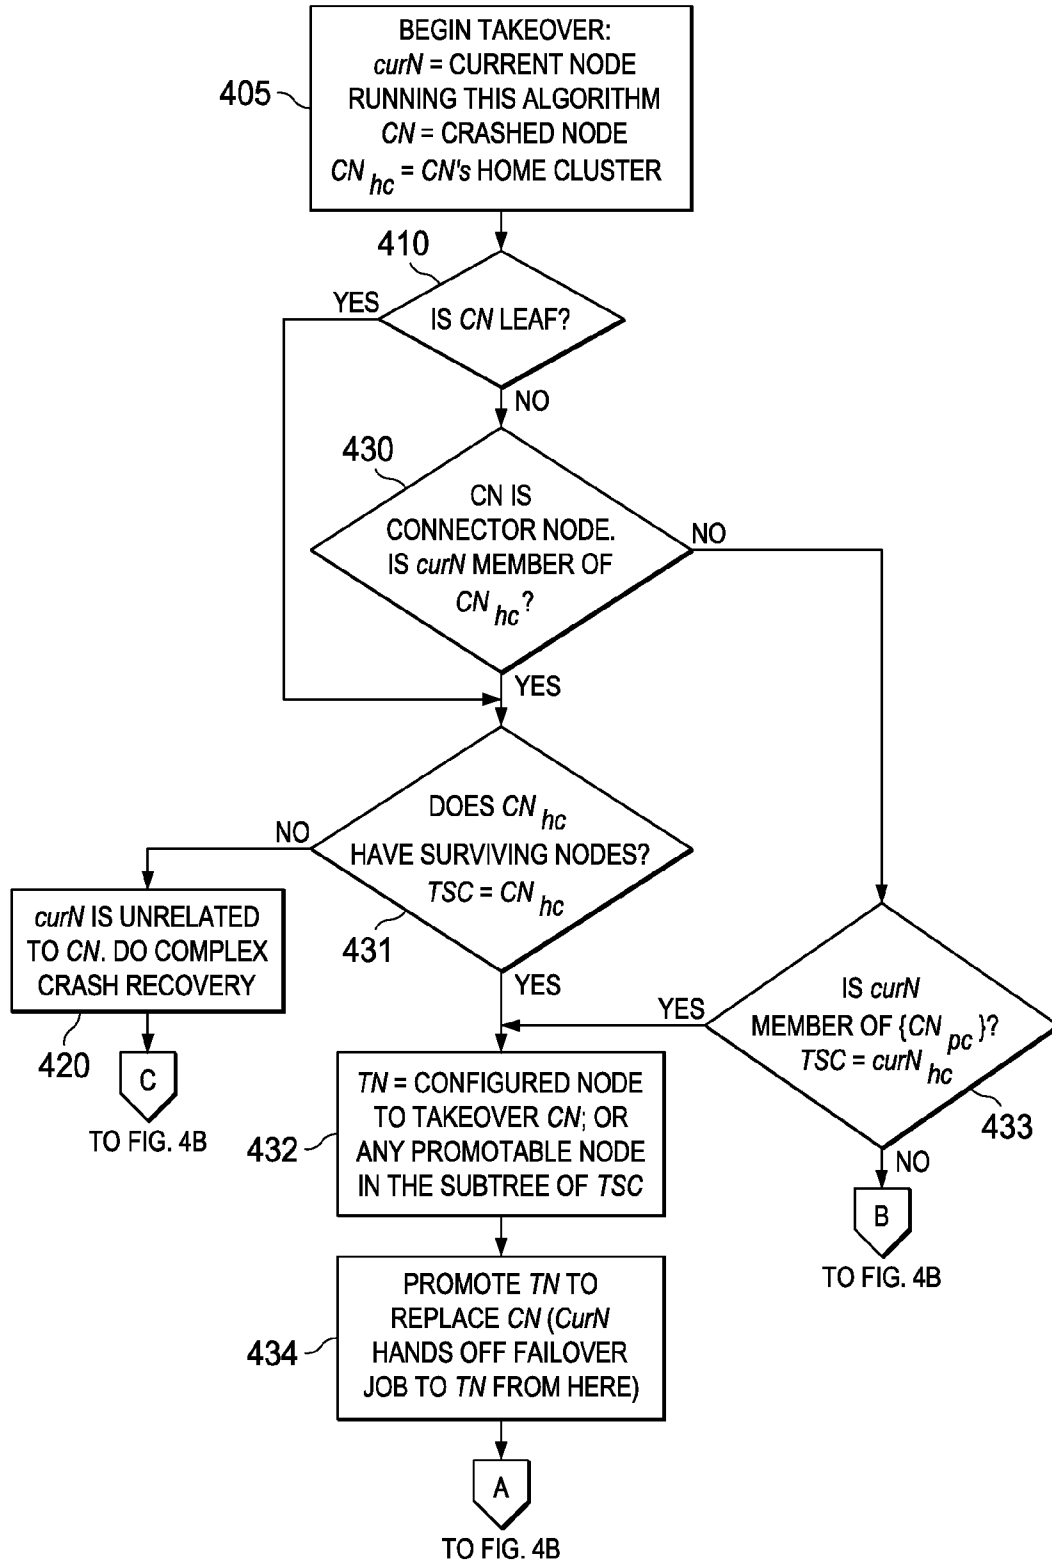 BEGIN TAKEOVER:
curN = CURRENT NODE
RUNNING THIS ALGORITHM
CN = CRASHED NODE
CN hc = CN's HOME CLUSTER
405
410
YES
IS CN LEAF?
NO
430
CN IS
CONNECTOR NODE.
IS curN MEMBER OF
CN hc?
NO
YES
DOES CN hc
HAVE SURVIVING NODES?
TSC = CN hc
NO
431
YES
curN IS UNRELATED
TO CN. DO COMPLEX
CRASH RECOVERY
420
C
TO FIG. 4B
YES
IS curN
MEMBER OF {CN pc}?
TSC = curN hc
433
NO
B
TO FIG. 4B
TN = CONFIGURED NODE
TO TAKEOVER CN; OR
ANY PROMOTABLE NODE
IN THE SUBTREE OF TSC
432
PROMOTE TN TO
REPLACE CN (CurN
HANDS OFF FAILOVER
JOB TO TN FROM HERE)
434
A
TO FIG. 4B